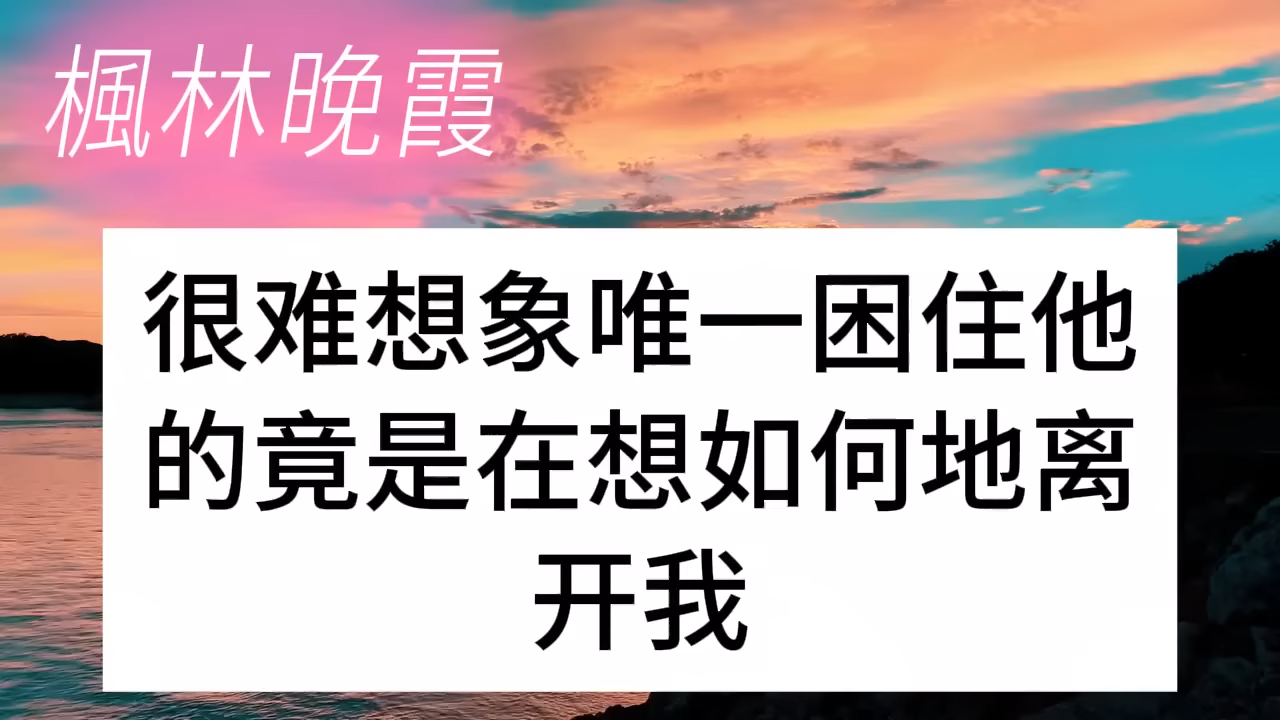 楓林晚霞
很难想象唯一困住他
的竟是在想如何地离
开我